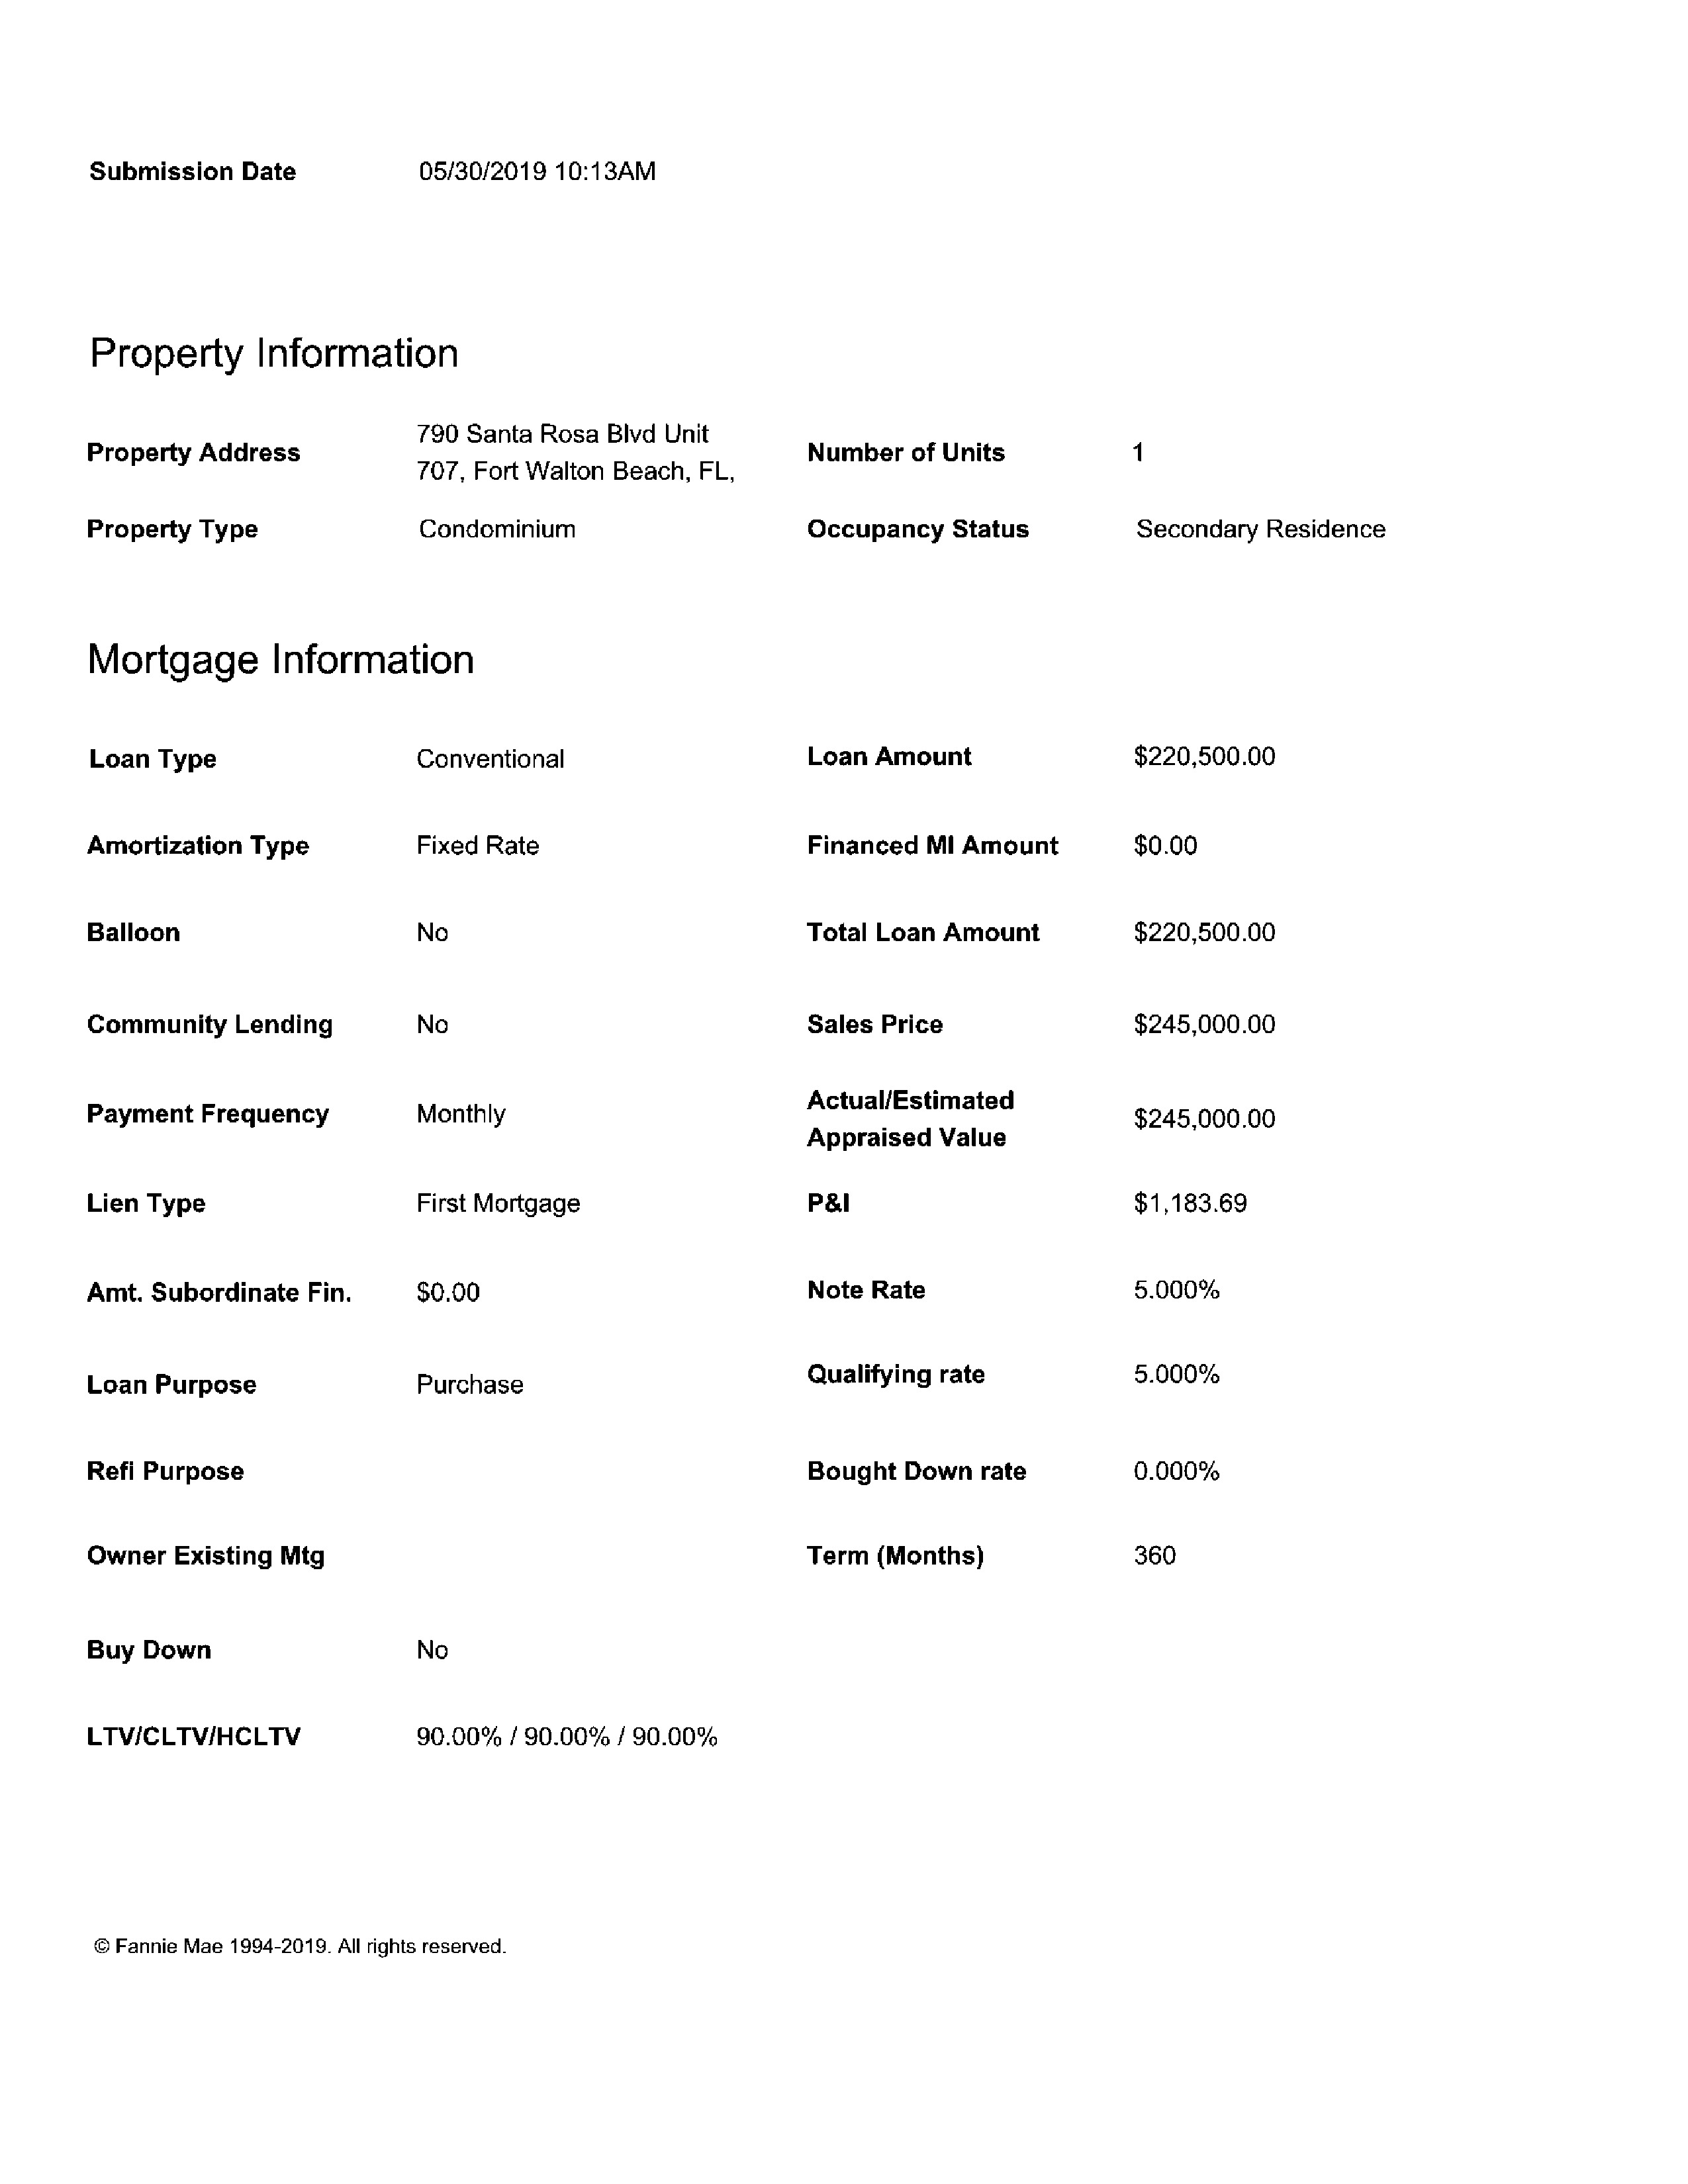 Submission Date 05/30/2019 10:13AM
Property Information
Property Address 790 Santa Rosa Blvd Unit 707, Fort Walton Beach, FL, Number of Units 1
Property Type Condominium Occupancy Status Secondary Residence
Mortgage Information
Loan Type Conventional Loan Amount $220,500.00
Amortization Type Fixed Rate Financed MI Amount $0.00
Balloon No Total Loan Amount $220,500.00
Community Lending No Sales Price $245,000.00
Payment Frequency Monthly Actual/Estimated Appraised Value $245,000.00
Lien Type First Mortgage P&I $1,183.69
Amt. Subordinate Fin. $0.00 Note Rate 5.000%
Loan Purpose Purchase Qualifying rate 5.000%
Refi Purpose Bought Down rate 0.000%
Owner Existing Mtg Term (Months) 360
Buy Down No
LTV/CLTV/HCLTV 90.00% / 90.00% / 90.00%
© Fannie Mae 1994-2019. All rights reserved.